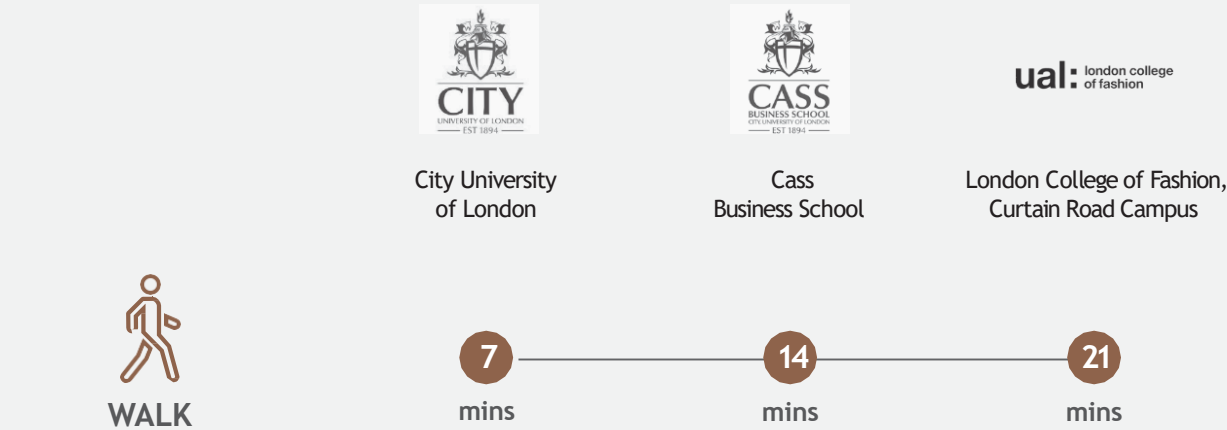 CITY
UNIVERSITY OF LONDON
EST 1894
CASS
BUSINESS SCHOOL
CITY, UNIVERSITY OF LONDON
EST 1894
ual: london college
of fashion
City University
of London
Cass
Business School
London College of Fashion,
Curtain Road Campus
WALK
7
mins
14
mins
21
mins